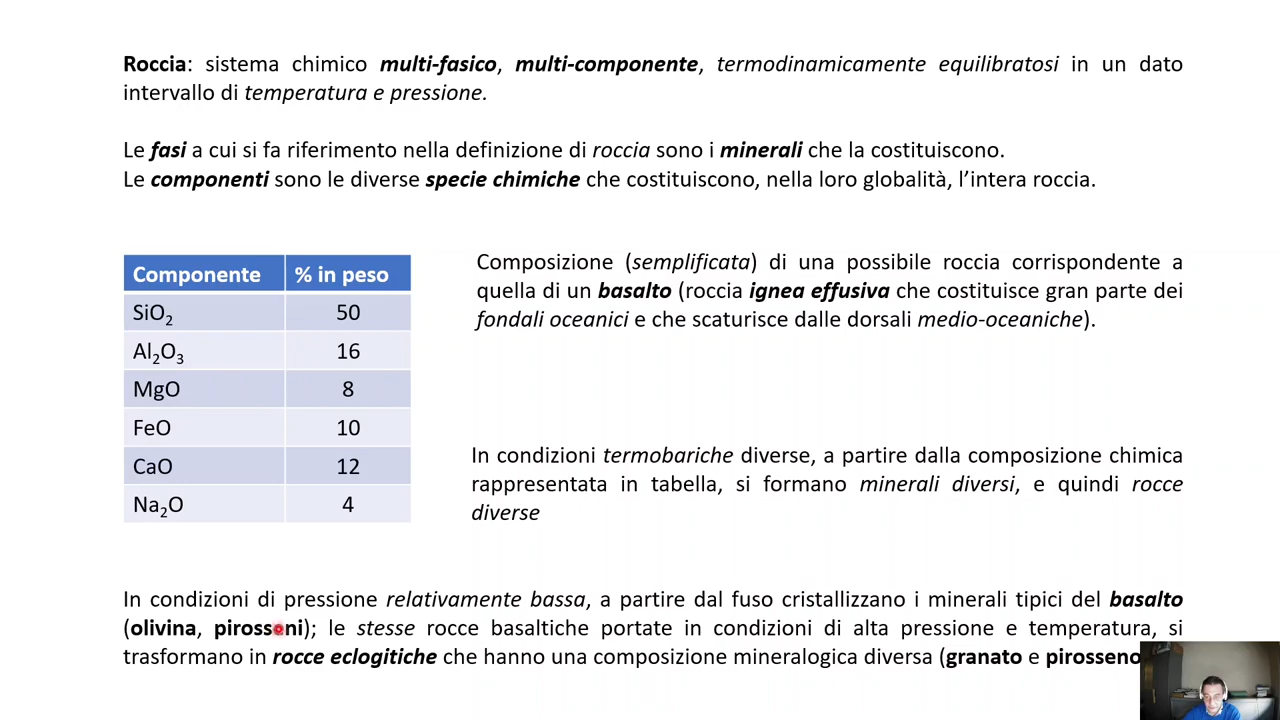 Roccia: sistema chimico multi-fasico, multi-componente, termodinamicamente equilibratosi in un dato
intervallo di temperatura e pressione.
Le fasi a cui si fa riferimento nella definizione di roccia sono i minerali che la costituiscono.
Le componenti sono le diverse specie chimiche che costituiscono, nella loro globalità, l'intera roccia.
Componente % in peso
SiO2 50
Al2O3 16
MgO 8
FeO 10
CaO 12
Na2O 4
Composizione (semplificata) di una possibile roccia corrispondente a
quella di un basalto (roccia ignea effusiva che costituisce gran parte dei
fondali oceanici e che scaturisce dalle dorsali medio-oceaniche).
In condizioni termobariche diverse, a partire dalla composizione chimica
rappresentata in tabella, si formano minerali diversi, e quindi rocce
diverse
In condizioni di pressione relativamente bassa, a partire dal fuso cristallizzano i minerali tipici del basalto
(olivina, pirosseni); le stesse rocce basaltiche portate in condizioni di alta pressione e temperatura, si
trasformano in rocce eclogitiche che hanno una composizione mineralogica diversa (granato e pirosseno